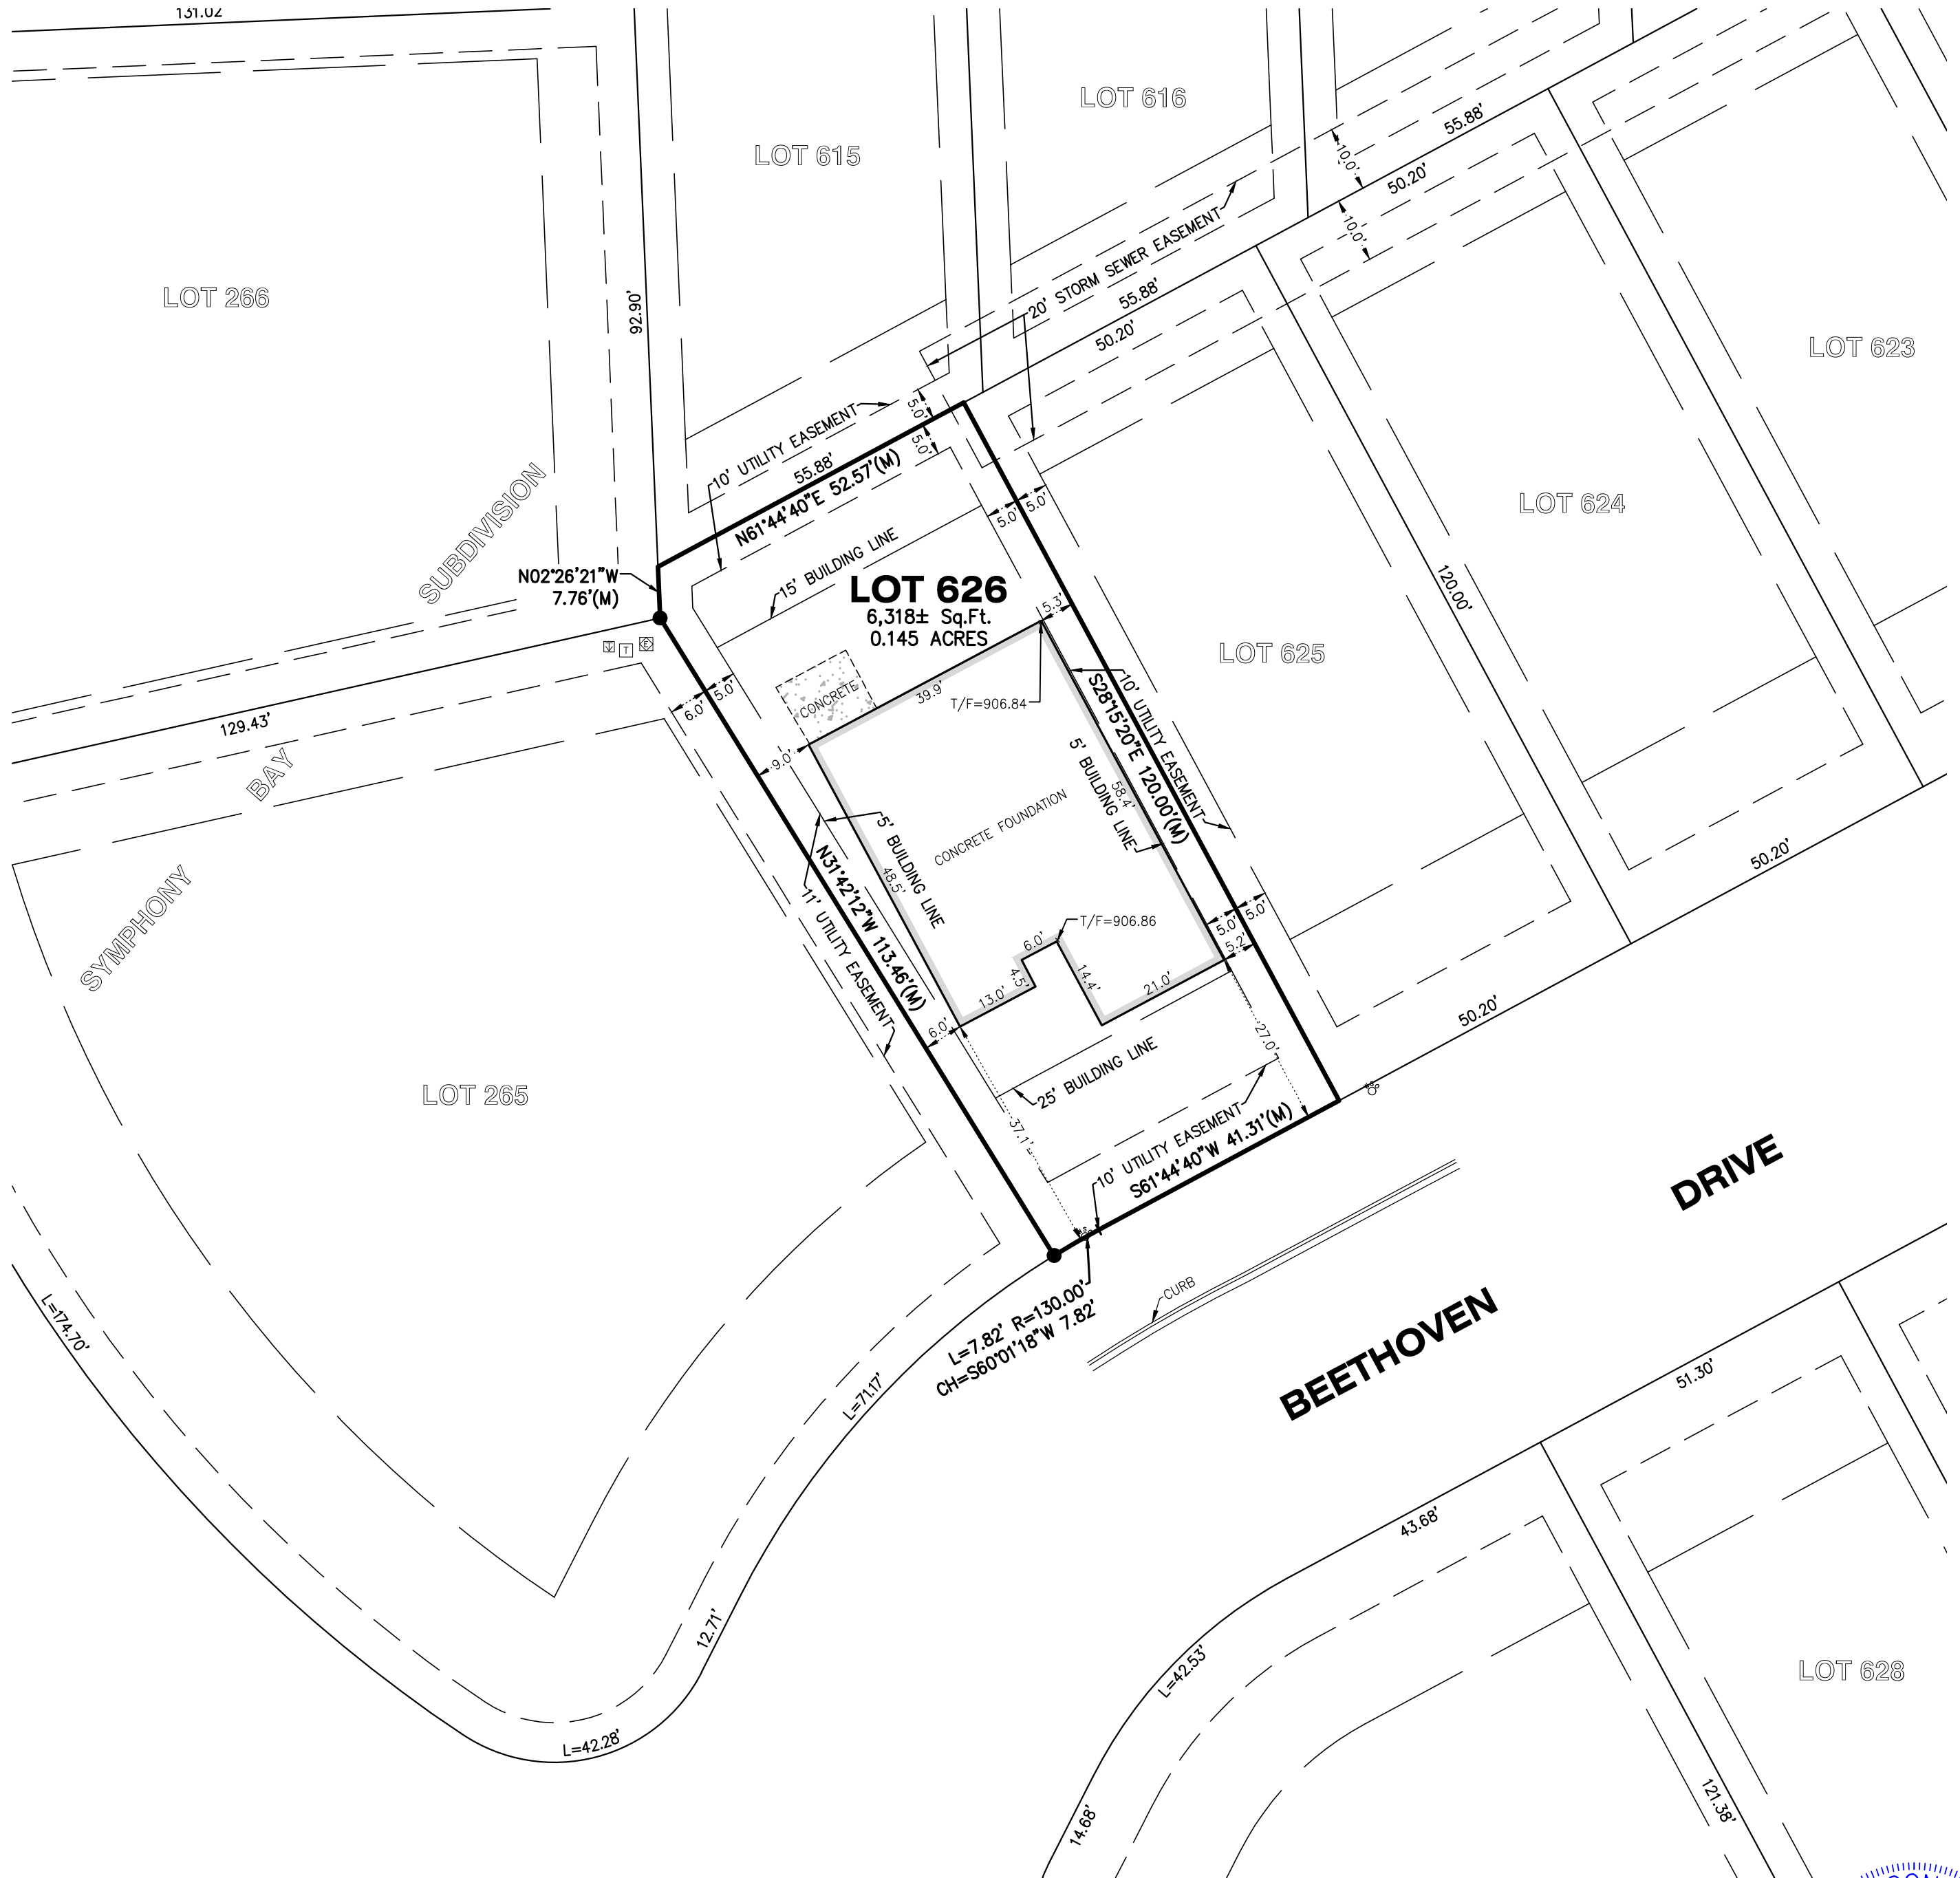 131.02
LOT 616
LOT 615
LOT 266
92.90'
10.0'
55.88'
50.20'
10.0'
20' STORM SEWER EASEMENT
55.88'
50.20'
LOT 623
LOT 624
120.00'
LOT 625
SUBDIVISION
BAY
SYMPHONY
10' UTILITY EASEMENT
5.0'
5.0'
55.88'
N61°44'40"E 52.57'(M)
15' BUILDING LINE
5.0'
5.0'
N02°26'21"W
7.76'(M)
LOT 626
6,318± Sq.Ft.
0.145 ACRES
5.3'
T
E
129.43'
6.0'
5.0'
CONCRETE
39.9'
T/F=906.84
9.0'
10' UTILITY EASEMENT
S28°15'20"E 120.00'(M)
5' BUILDING LINE
58.4'
CONCRETE FOUNDATION
5' BUILDING LINE
48.5'
N31°42'12"W 113.46'(M)
11' UTILITY EASEMENT
T/F=906.86
6.0'
4.5'
13.0'
14.4'
21.0'
5.0'
5.0'
5.2'
6.0'
27.0'
25' BUILDING LINE
37.1'
10' UTILITY EASEMENT
S61°44'40"W 41.31'(M)
50.20'
50.20'
LOT 265
L=7.82' R=130.00'
CH=S60°01'18"W 7.82'
CURB
BEETHOVEN
DRIVE
L=174.70'
L=71.17'
12.71'
L=42.28'
51.30'
43.68'
L=42.53'
14.68'
121.38'
LOT 628